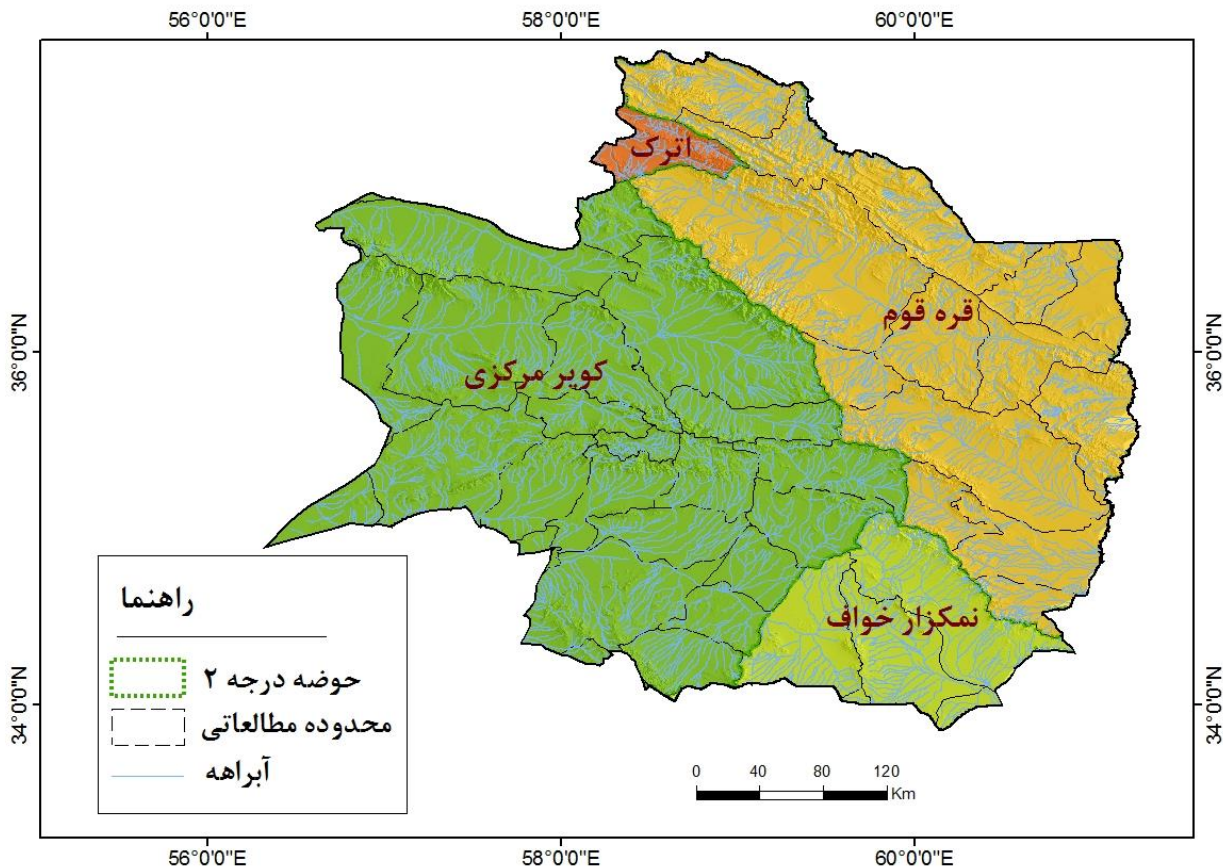 56°0'0"E 58°0'0"E 60°0'0"E
36°0'0"N 36°0'0"N
34°0'0"N 34°0'0"N
اترک
قره قوم
کویر مرکزی
نمکزار خواف
راهنما
حوضه درجه ۲
محدوده مطالعاتی
آبراهه
0 40 80 120
Km
56°0'0"E 58°0'0"E 60°0'0"E